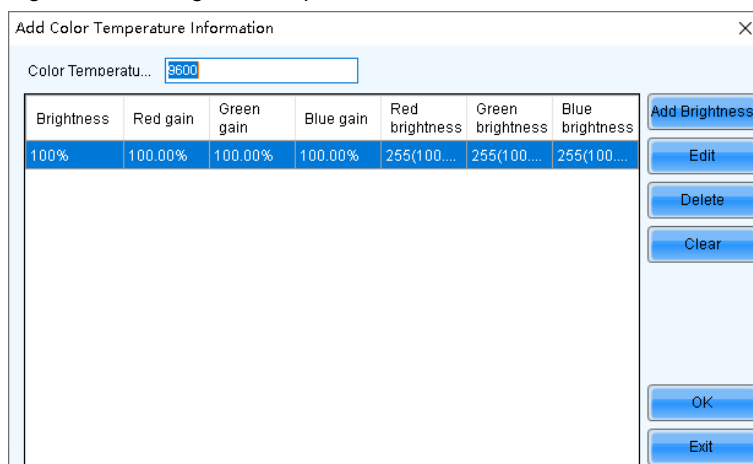 Add Color Temperature Information
Color Temperatu... 9600
Brightness Red gain Green gain Blue gain Red brightness Green brightness Blue brightness
100% 100.00% 100.00% 100.00% 255(100.... 255(100.... 255(100....
Add Brightness
Edit
Delete
Clear
OK
Exit